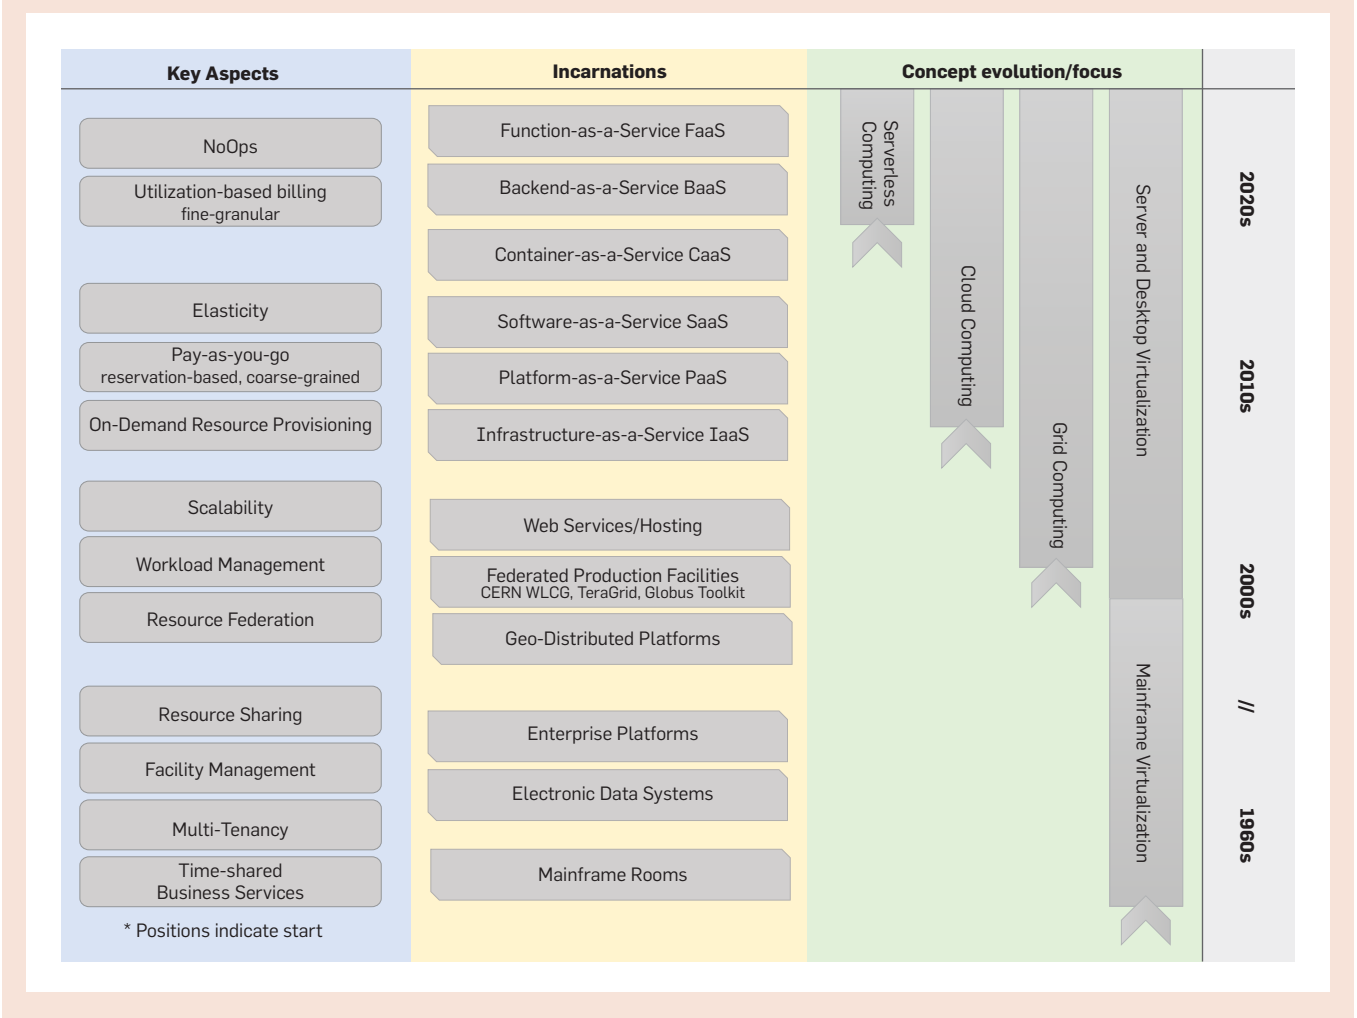 Key Aspects
Incarnations
Concept evolution/focus
NoOps
Utilization-based billing
fine-granular
Elasticity
Pay-as-you-go
reservation-based, coarse-grained
On-Demand Resource Provisioning
Scalability
Workload Management
Resource Federation
Resource Sharing
Facility Management
Multi-Tenancy
Time-shared
Business Services
* Positions indicate start
Function-as-a-Service FaaS
Backend-as-a-Service BaaS
Container-as-a-Service CaaS
Software-as-a-Service SaaS
Platform-as-a-Service PaaS
Infrastructure-as-a-Service IaaS
Web Services/Hosting
Federated Production Facilities
CERN WLCG, TeraGrid, Globus Toolkit
Geo-Distributed Platforms
Enterprise Platforms
Electronic Data Systems
Mainframe Rooms
Serverless
Computing
Cloud Computing
Grid Computing
Server and Desktop Virtualization
Mainframe Virtualization
2020s
2010s
2000s
//
1960s